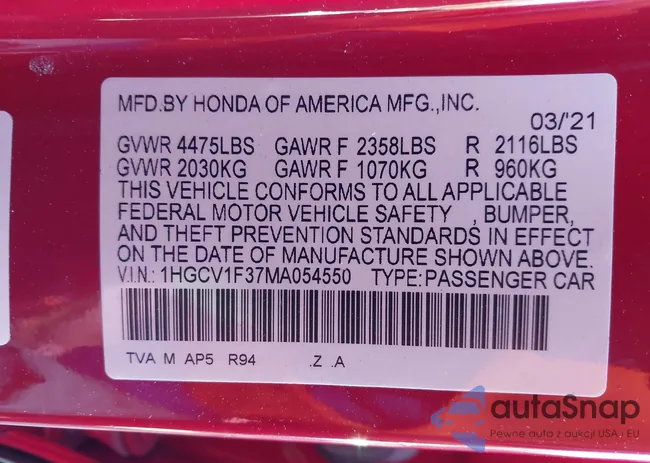 MFD.BY HONDA OF AMERICA MFG.,INC.
03/'21
GVWR 4475LBS GAWR F 2358LBS R 2116LBS
GVWR 2030KG GAWR F 1070KG R 960KG
THIS VEHICLE CONFORMS TO ALL APPLICABLE
FEDERAL MOTOR VEHICLE SAFETY , BUMPER,
AND THEFT PREVENTION STANDARDS IN EFFECT
ON THE DATE OF MANUFACTURE SHOWN ABOVE.
V.I.N.: 1HGCV1F37MA054550 TYPE:PASSENGER CAR
TVA M AP5 R94 .Z .A
autaSnap
Pewne auta z aukcji USA i EU